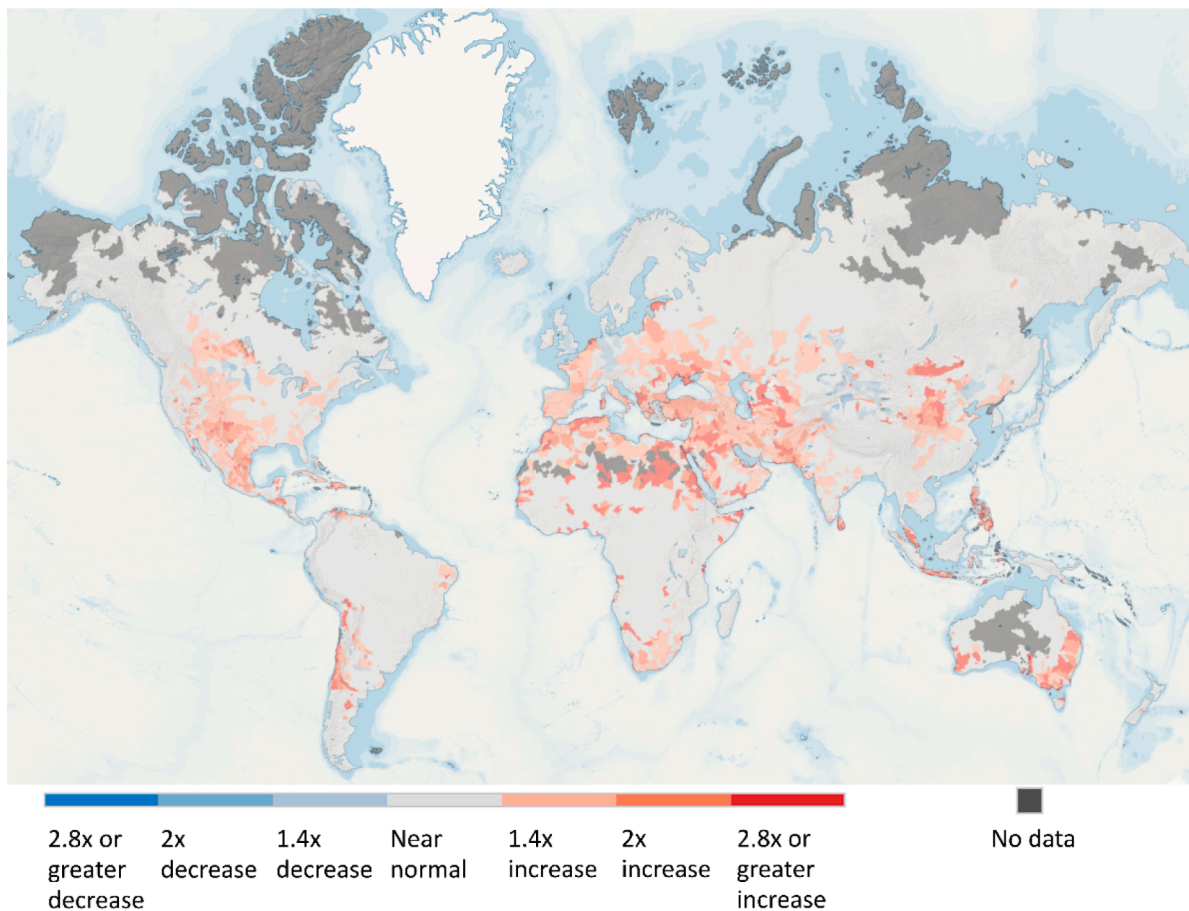 2.8x or greater decrease
2x decrease
1.4x decrease
Near normal
1.4x increase
2x increase
2.8x or greater increase
No data